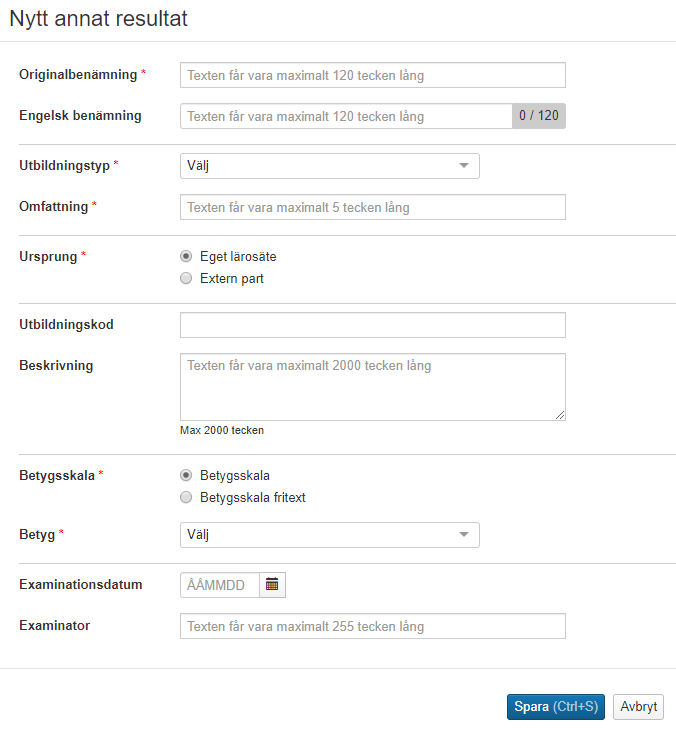 Nytt annat resultat
Originalbenämning * Texten får vara maximalt 120 tecken lång
Engelsk benämning Texten får vara maximalt 120 tecken lång 0 / 120
Utbildningstyp * Välj
Omfattning * Texten får vara maximalt 5 tecken lång
Ursprung * Eget lärosäte
Extern part
Utbildningskod
Beskrivning Texten får vara maximalt 2000 tecken lång
Max 2000 tecken
Betygsskala * Betygsskala
Betygsskala fritext
Betyg * Välj
Examinationsdatum ÅÅMMDD
Examinator Texten får vara maximalt 255 tecken lång
Spara (Ctrl+S) Avbryt